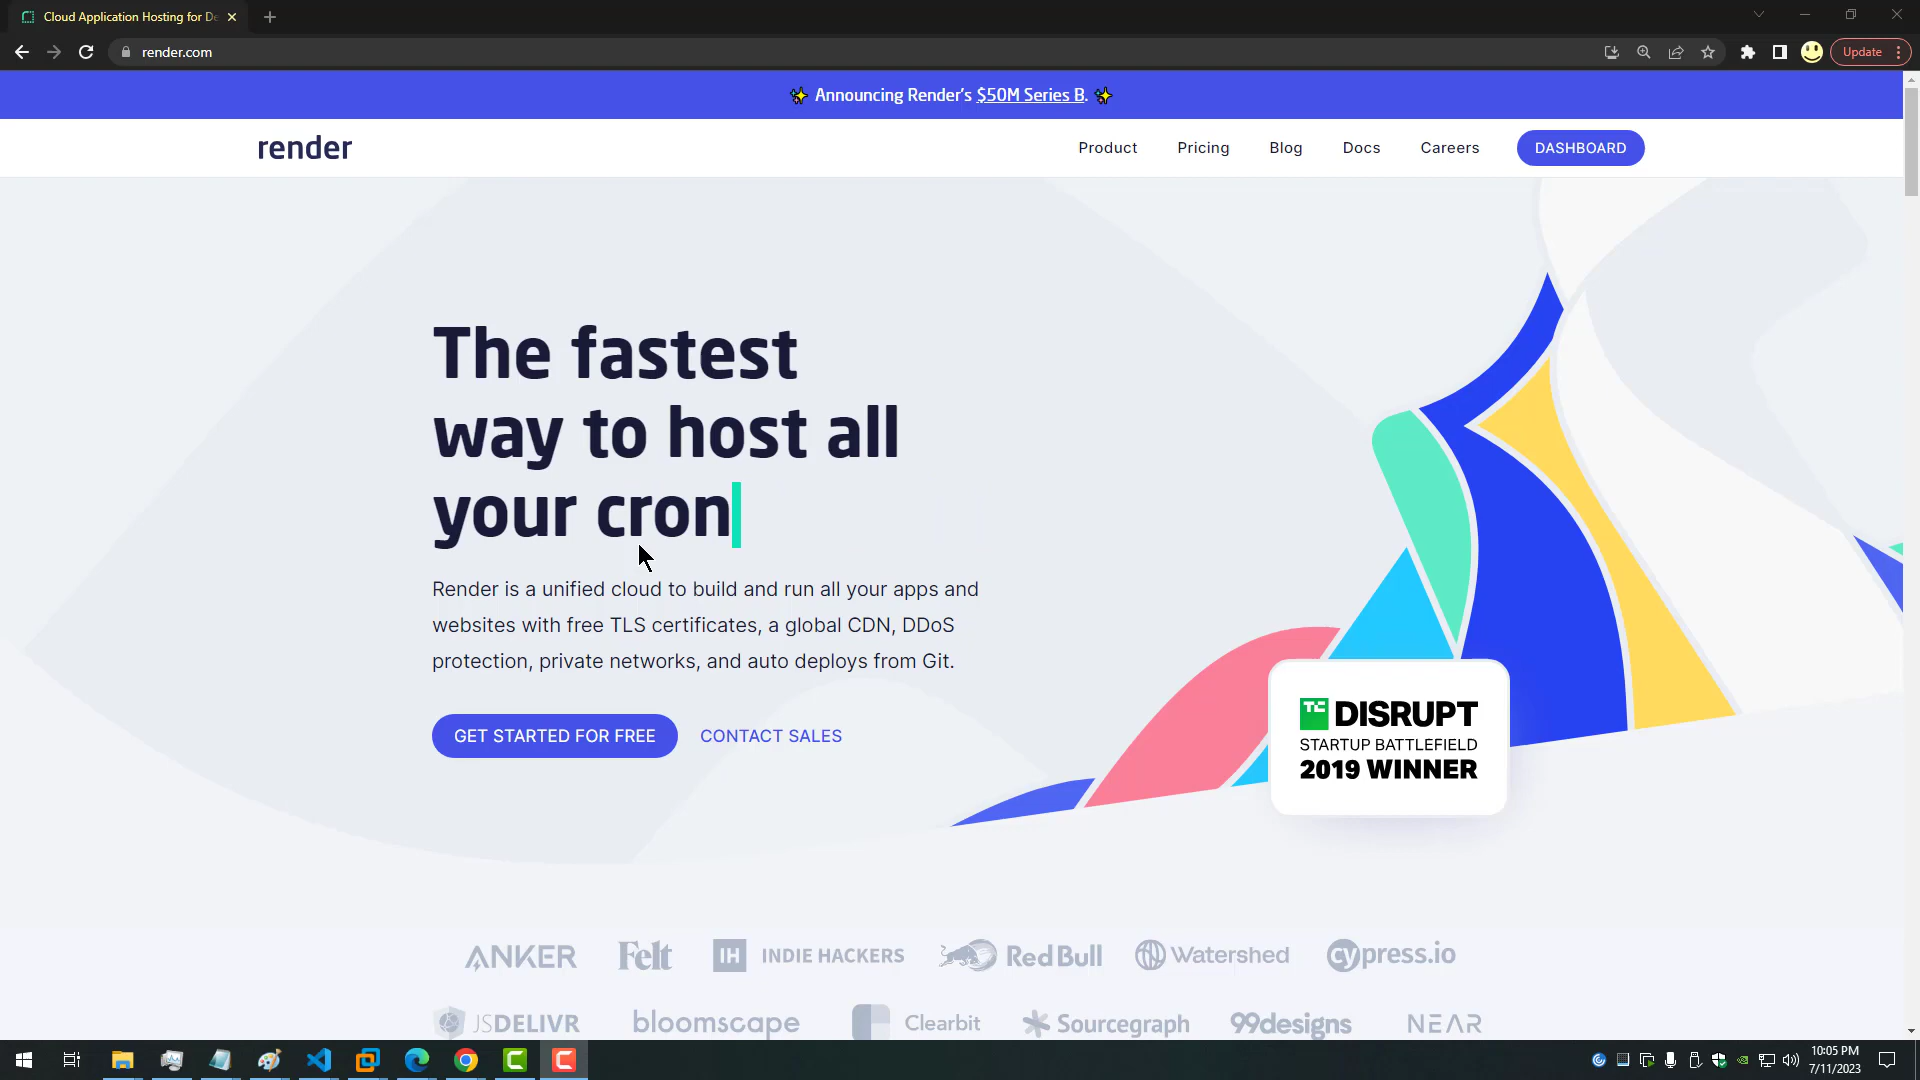 Cloud Application Hosting for De
render.com
Update
✨ Announcing Render's $50M Series B. ✨
render
Product Pricing Blog Docs Careers DASHBOARD
The fastest
way to host all
your cron
Render is a unified cloud to build and run all your apps and
websites with free TLS certificates, a global CDN, DDoS
protection, private networks, and auto deploys from Git.
GET STARTED FOR FREE CONTACT SALES
TC DISRUPT
STARTUP BATTLEFIELD
2019 WINNER
ANKER Felt IH INDIE HACKERS Red Bull Watershed cypress.io
JSDELIVR bloomscape Clearbit Sourcegraph 99designs NEAR
10:05 PM
7/11/2023